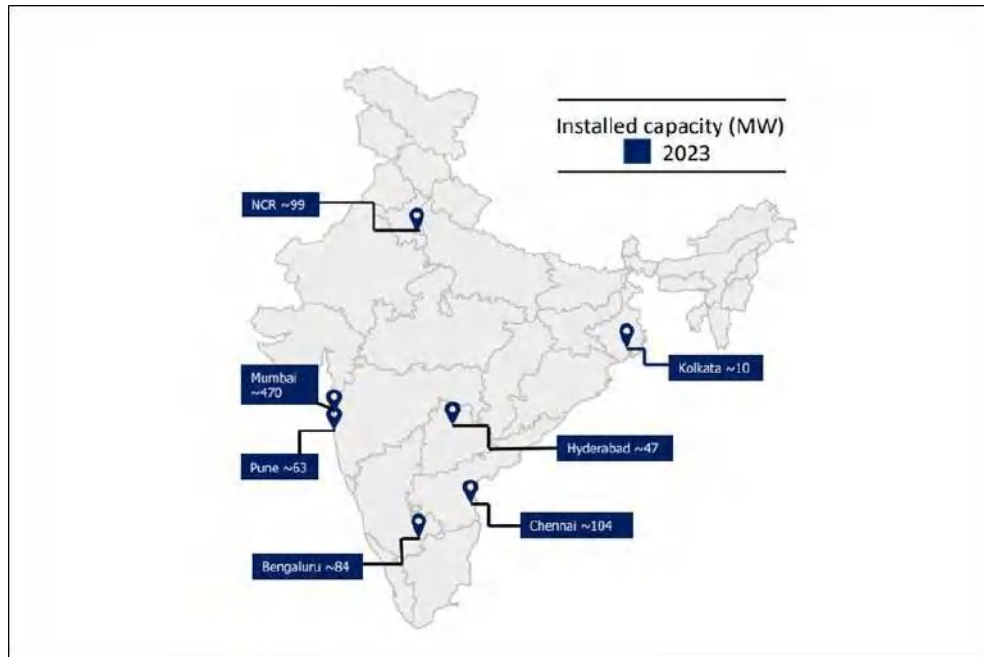 Installed capacity (MW)
2023
NCR ~99
Kolkata ~10
Mumbai
~470
Hyderabad ~47
Pune ~63
Chennai ~104
Bengaluru ~84